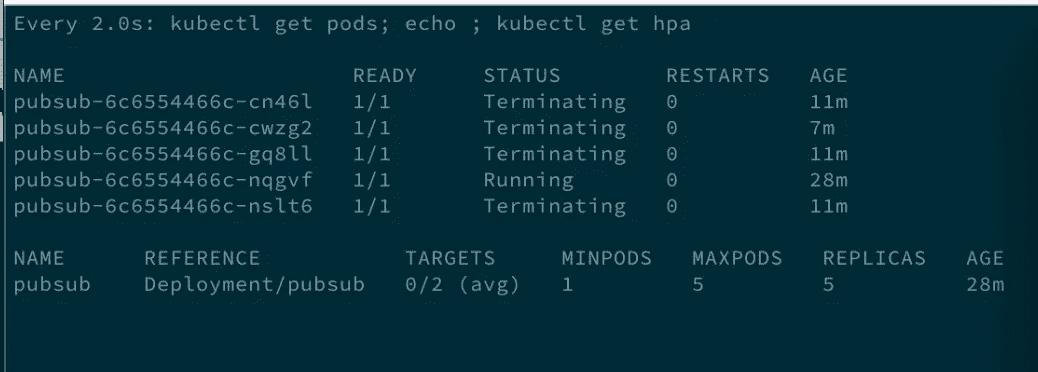 Every 2.0s: kubectl get pods; echo ; kubectl get hpa
NAME READY STATUS RESTARTS AGE
pubsub-6c6554466c-cn46l 1/1 Terminating 0 11m
pubsub-6c6554466c-cwzg2 1/1 Terminating 0 7m
pubsub-6c6554466c-gq8ll 1/1 Terminating 0 11m
pubsub-6c6554466c-nqgvf 1/1 Running 0 28m
pubsub-6c6554466c-nslt6 1/1 Terminating 0 11m
NAME REFERENCE TARGETS MINPODS MAXPODS REPLICAS AGE
pubsub Deployment/pubsub 0/2 (avg) 1 5 5 28m